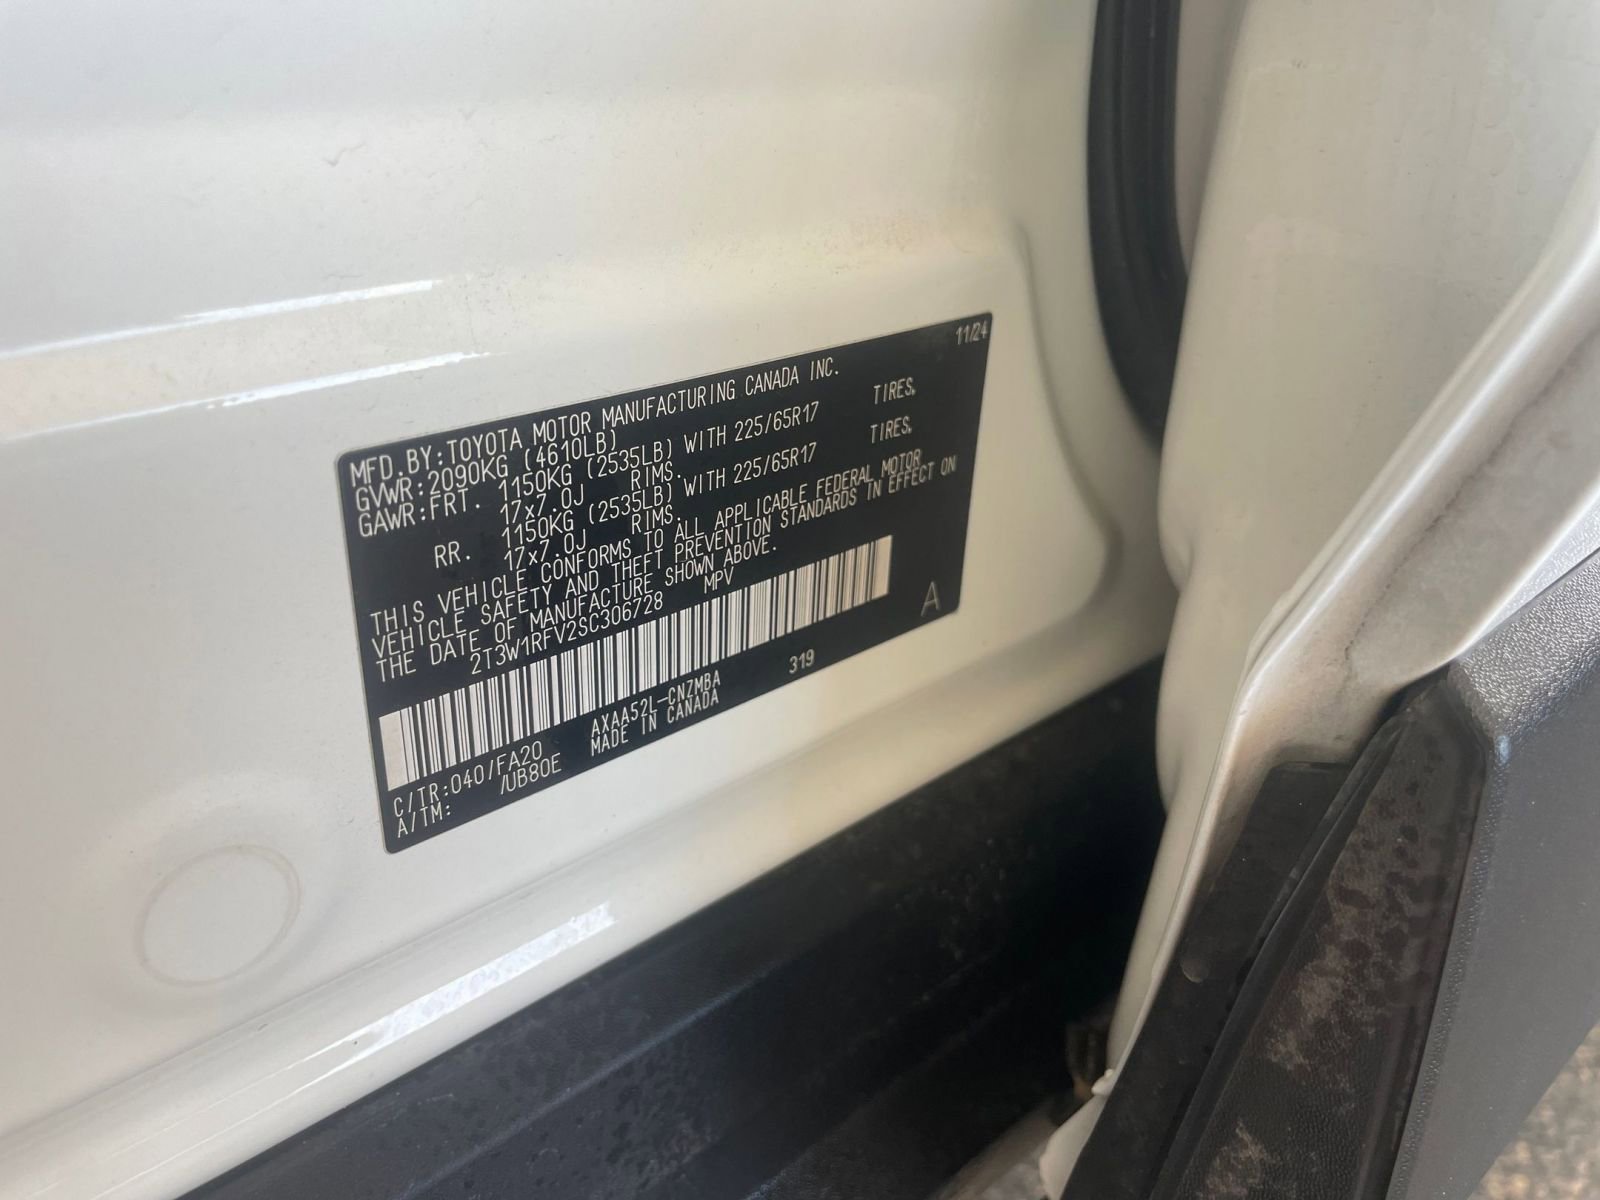 11/24
MFD.BY:TOYOTA MOTOR MANUFACTURING CANADA INC.
GVWR:2090KG (4610LB)
GAWR:FRT. 1150KG (2535LB) WITH 225/65R17 TIRES,
17x7.0J RIMS.
RR. 1150KG (2535LB) WITH 225/65R17 TIRES,
17x7.0J RIMS.
THIS VEHICLE CONFORMS TO ALL APPLICABLE FEDERAL MOTOR
VEHICLE SAFETY AND THEFT PREVENTION STANDARDS IN EFFECT ON
THE DATE OF MANUFACTURE SHOWN ABOVE.
2T3W1RFV2SC306728 MPV
A
C/TR:040/FA20 AXAA52L-CNZMBA 319
A/TM: /UB80E MADE IN CANADA